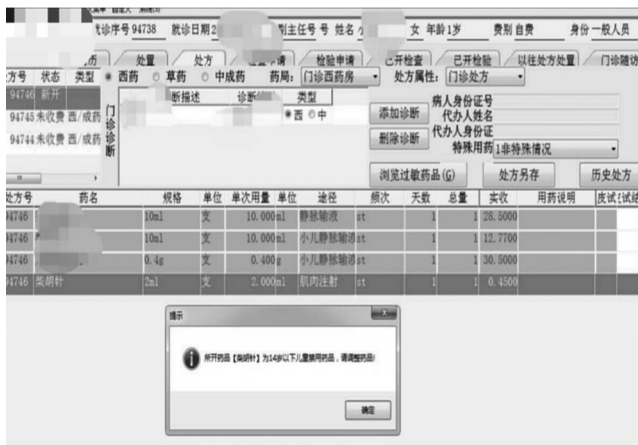 就诊序号 94738 就诊日期 2 主任号 号 姓名 小 女 年龄 1岁 费别 自费 身份 一般人员
处置 处方 申请 检验申请 已开检查 已开检验 以往处方处置 门诊随访
方号 状态 类型 西药 草药 中成药 药局: 门诊西药房 处方属性: 门诊处方
94746 新开
94745 未收费 西/成药
94744 未收费 西/成药
门诊诊断
断描述 诊断 类型
西 中
添加诊断
删除诊断
病人身份证号
代办人姓名
代办人身份证
特殊用药 1非特殊情况
浏览过敏药品(G) 处方另存 历史处方
处方号 药名 规格 单位 单次用量 单位 途径 频次 天数 总量 实收 用药说明 皮试 试结
94746 10ml 支 10.000 ml 静脉输液 st 1 1 28.5000
94746 10ml 支 10.000 ml 小儿静脉输液 st 1 1 12.7700
94746 0.4g 支 0.400 g 小儿静脉输液 st 1 1 30.5000
94746 柴胡针 2ml 支 2.000 ml 肌肉注射 st 1 1 0.4500
提示
所开药品【柴胡针】为14岁以下儿童禁用药品，请调整药品!
确定